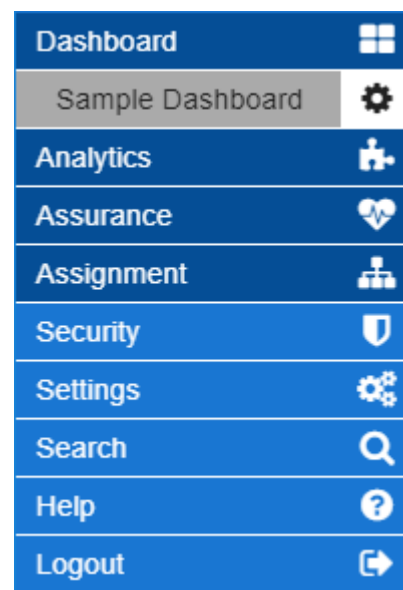 Dashboard
Sample Dashboard
Analytics
Assurance
Assignment
Security
Settings
Search
Help
Logout